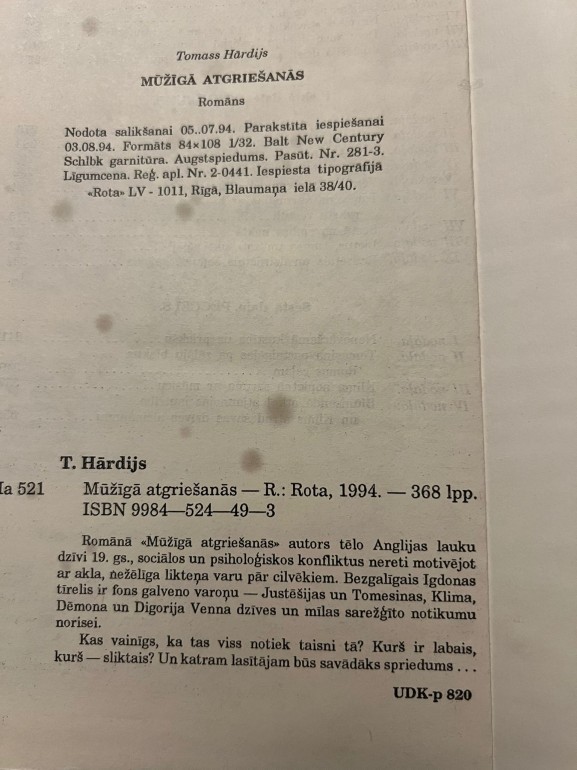 Tomass Hārdijs
MŪŽĪGĀ ATGRIEŠANĀS
Romāns
Nodota salikšanai 05..07.94. Parakstīta iespiešanai
03.08.94. Formāts 84×108 1/32. Balt New Century
Schlbk garnitūra. Augstspiedums. Pasūt. Nr. 281-3.
Līgumcena. Reģ. apl. Nr. 2-0441. Iespiesta tipogrāfijā
«Rota» LV - 1011, Rīgā, Blaumaņa ielā 38/40.
T. Hārdijs
Ha 521 Mūžīgā atgriešanās — R.: Rota, 1994. — 368 lpp.
ISBN 9984—524—49—3
Romānā «Mūžīgā atgriešanās» autors tēlo Anglijas lauku
dzīvi 19. gs., sociālos un psiholoģiskos konfliktus nereti motivējot
ar akla, nežēlīga likteņa varu pār cilvēkiem. Bezgalīgais Igdonas
tīrelis ir fons galveno varoņu — Justēšijas un Tomesinas, Klima,
Dēmona un Digorija Venna dzīves un mīlas sarežģīto notikumu
norisei.
Kas vainīgs, ka tas viss notiek taisni tā? Kurš ir labais,
kurš — sliktais? Un katram lasītājam būs savādāks spriedums . . .
UDK-p 820